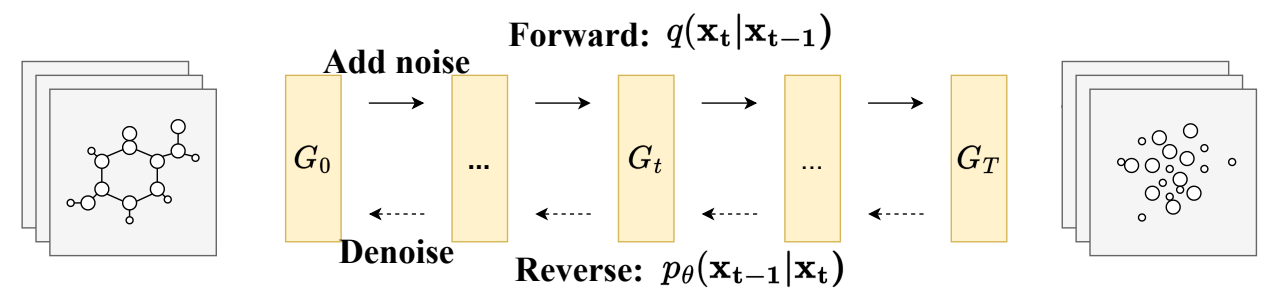 Forward: q(x_t|x_{t-1})
Add noise
G_0 ... G_t ... G_T
Denoise
Reverse: p_θ(x_{t-1}|x_t)